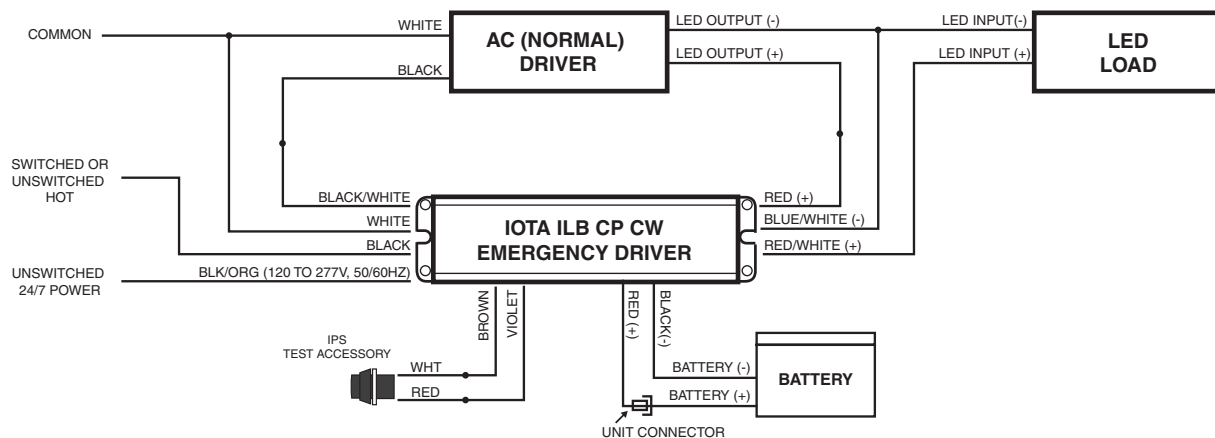 COMMON
WHITE
BLACK
AC (NORMAL)
DRIVER
LED OUTPUT (-)
LED OUTPUT (+)
LED INPUT(-)
LED INPUT (+)
LED
LOAD
SWITCHED OR
UNSWITCHED
HOT
UNSWITCHED
24/7 POWER
BLACK/WHITE
WHITE
BLACK
BLK/ORG (120 TO 277V, 50/60HZ)
IOTA ILB CP CW
EMERGENCY DRIVER
RED (+)
BLUE/WHITE (-)
RED/WHITE (+)
BROWN
VIOLET
RED (+)
BLACK(-)
IPS
TEST ACCESSORY
WHT
RED
BATTERY (-)
BATTERY (+)
BATTERY
UNIT CONNECTOR